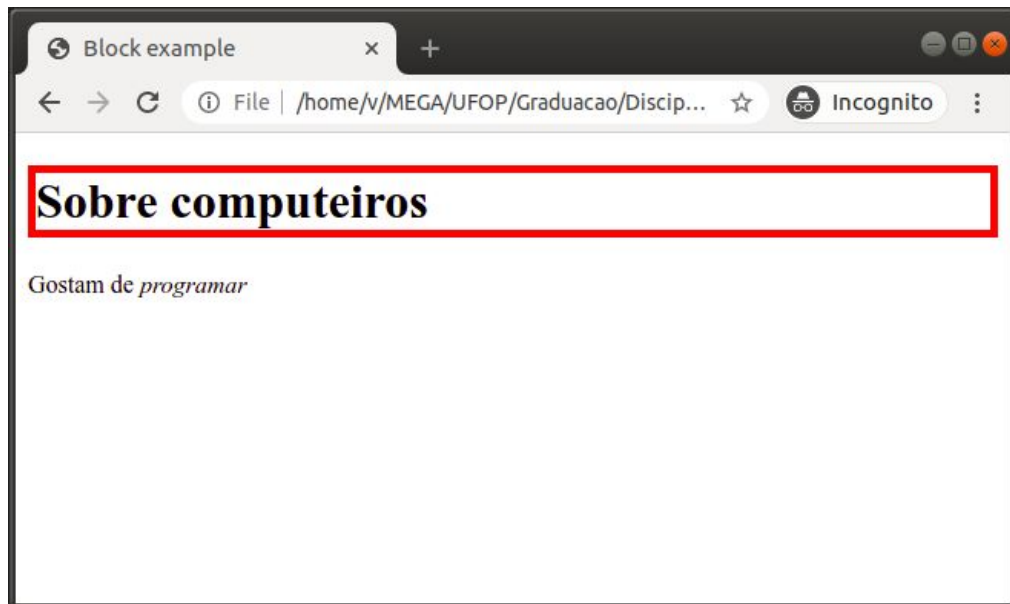 Block example
File | /home/v/MEGA/UFOP/Graduacao/Discip... Incognito
Sobre computeiros
Gostam de programar